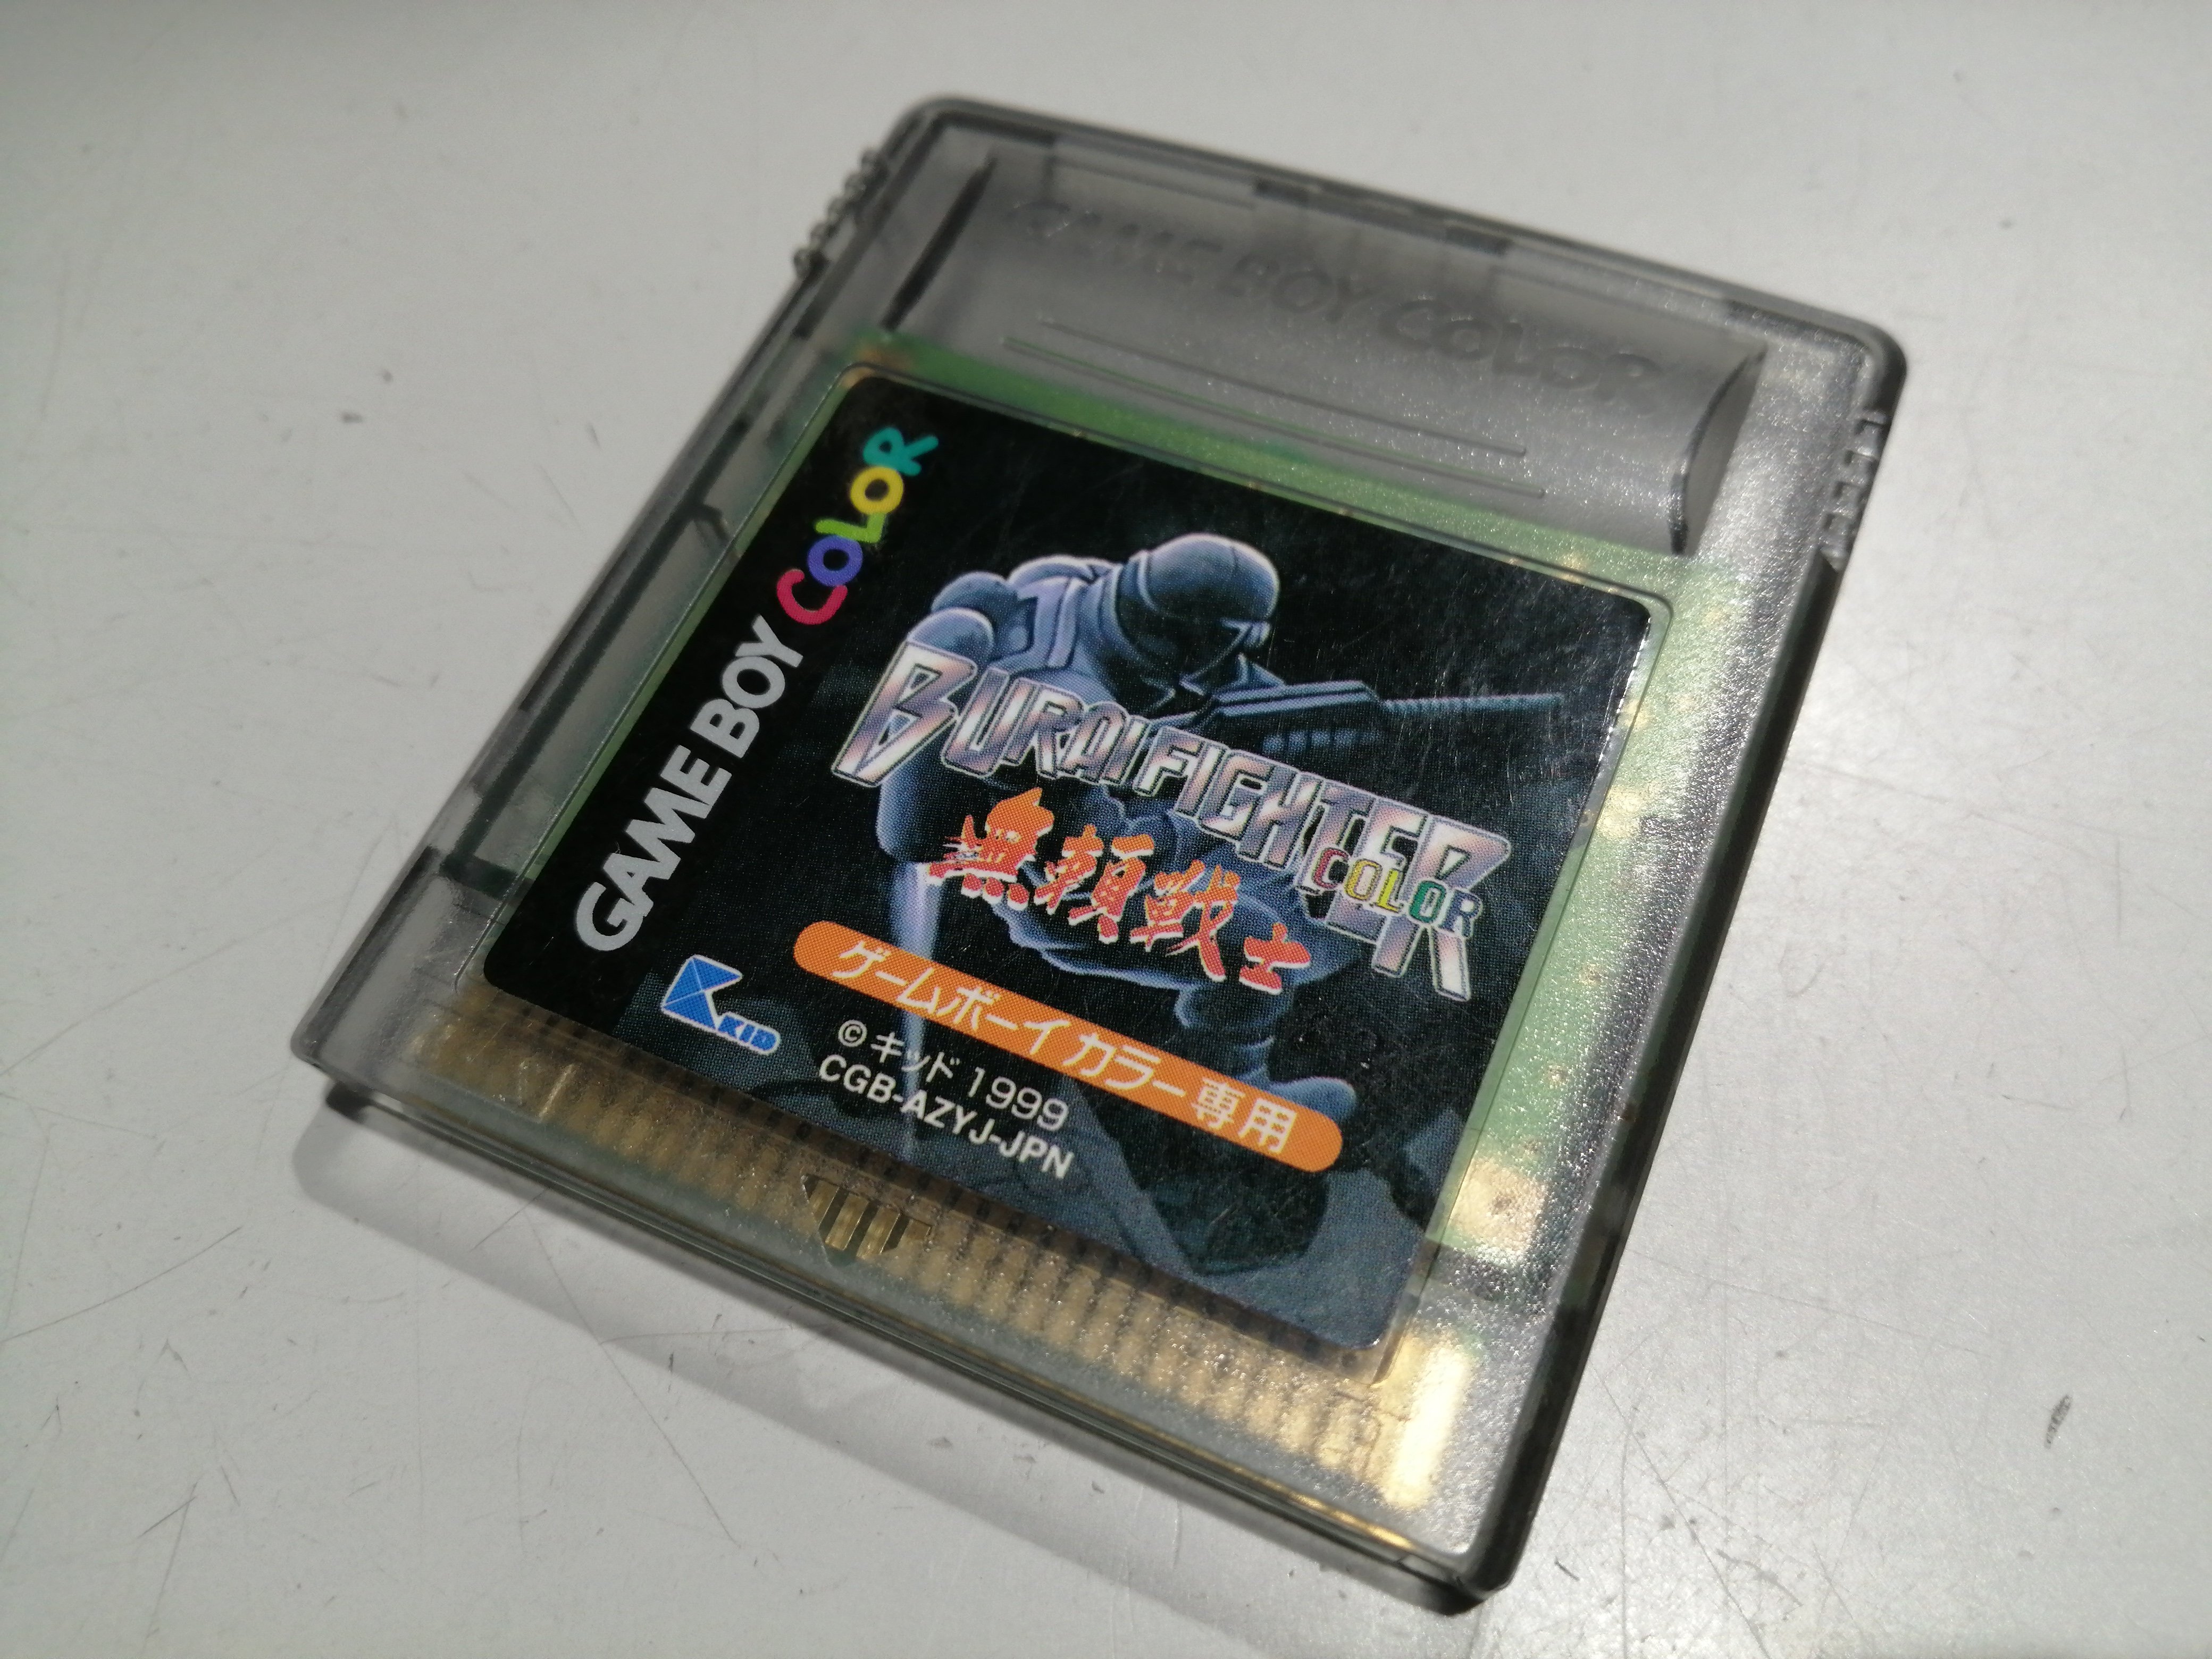 GAME BOY COLOR
GAME BOY COLOR
BURAI FIGHTER
COLOR
無頼戦士
ゲームボーイカラー専用
KID
© キッド 1999
CGB-AZYJ-JPN